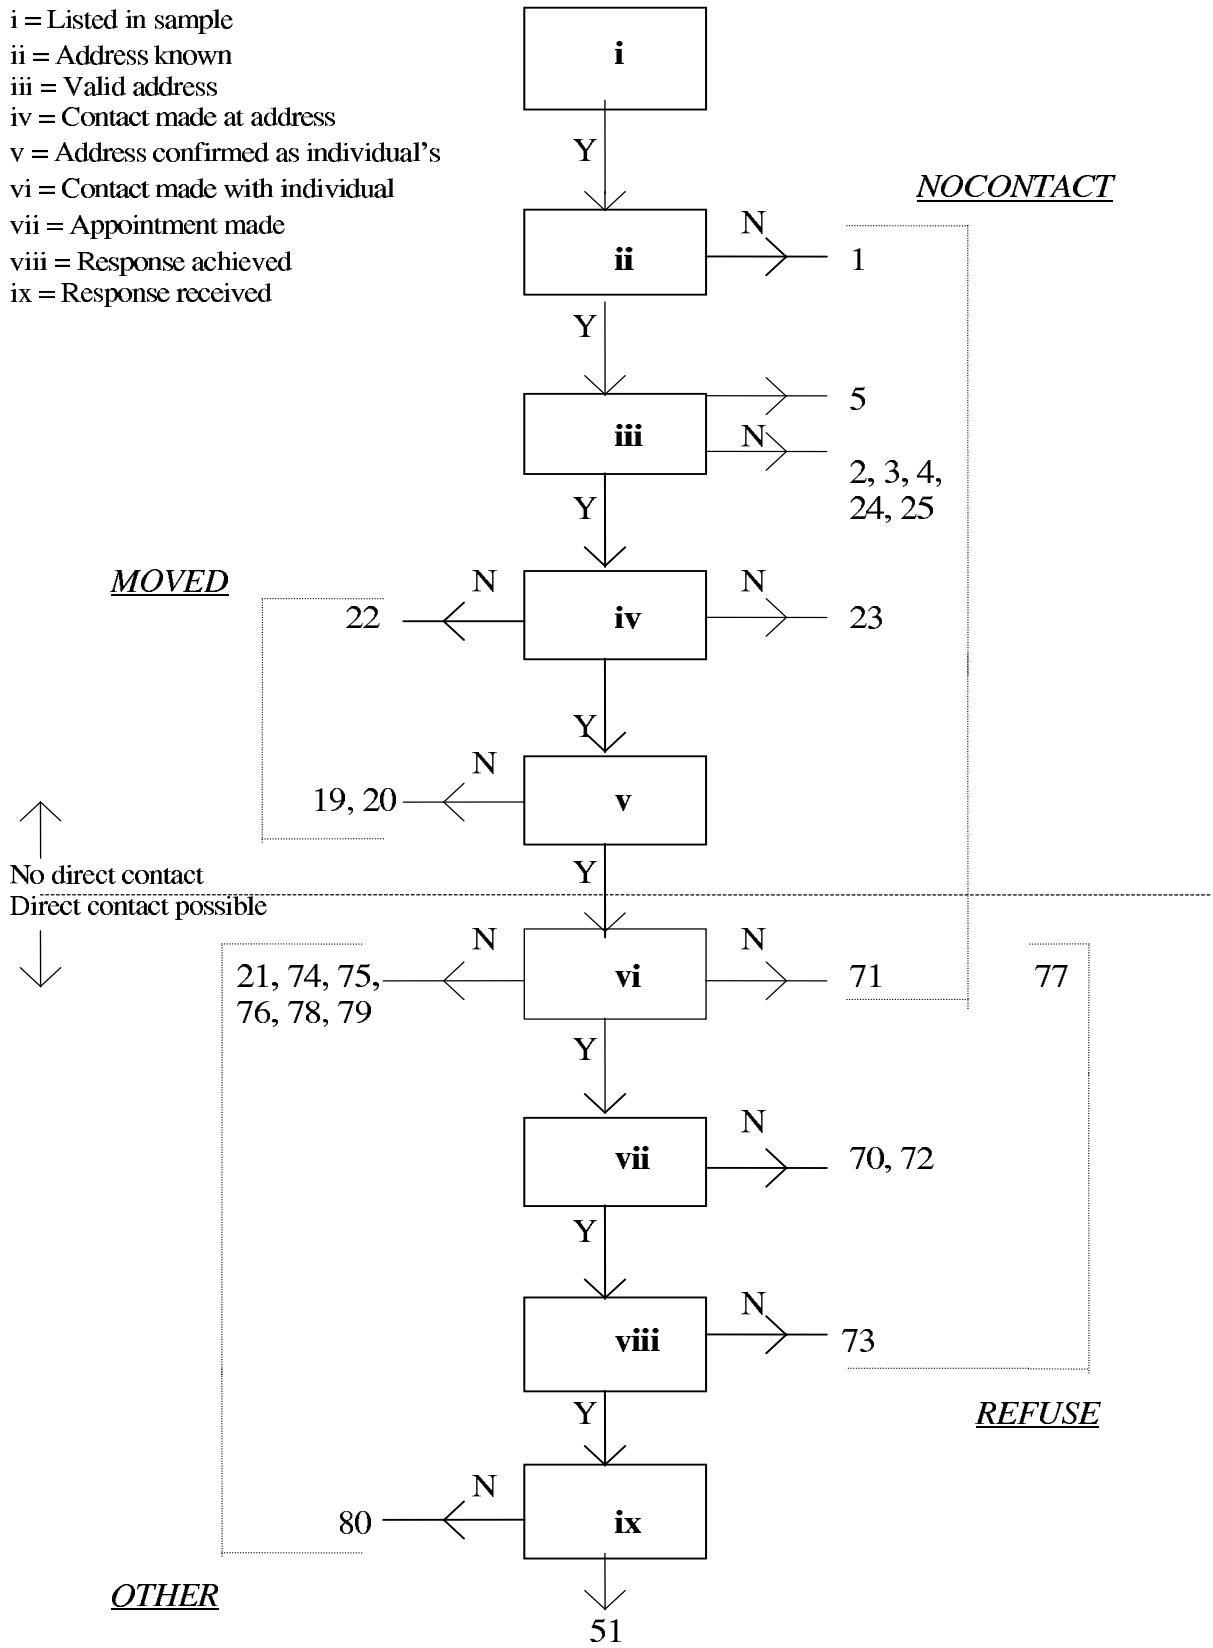 i = Listed in sample
ii = Address known
iii = Valid address
iv = Contact made at address
v = Address confirmed as individual's
vi = Contact made with individual
vii = Appointment made
viii = Response achieved
ix = Response received
i
Y
NOCONTACT
ii
N
1
Y
iii
5
N
2, 3, 4,
24, 25
Y
MOVED
22
N
iv
N
23
Y
19, 20
N
v
No direct contact
Y
Direct contact possible
21, 74, 75,
76, 78, 79
N
vi
N
71
77
Y
vii
N
70, 72
Y
viii
N
73
REFUSE
Y
80
N
ix
OTHER
51